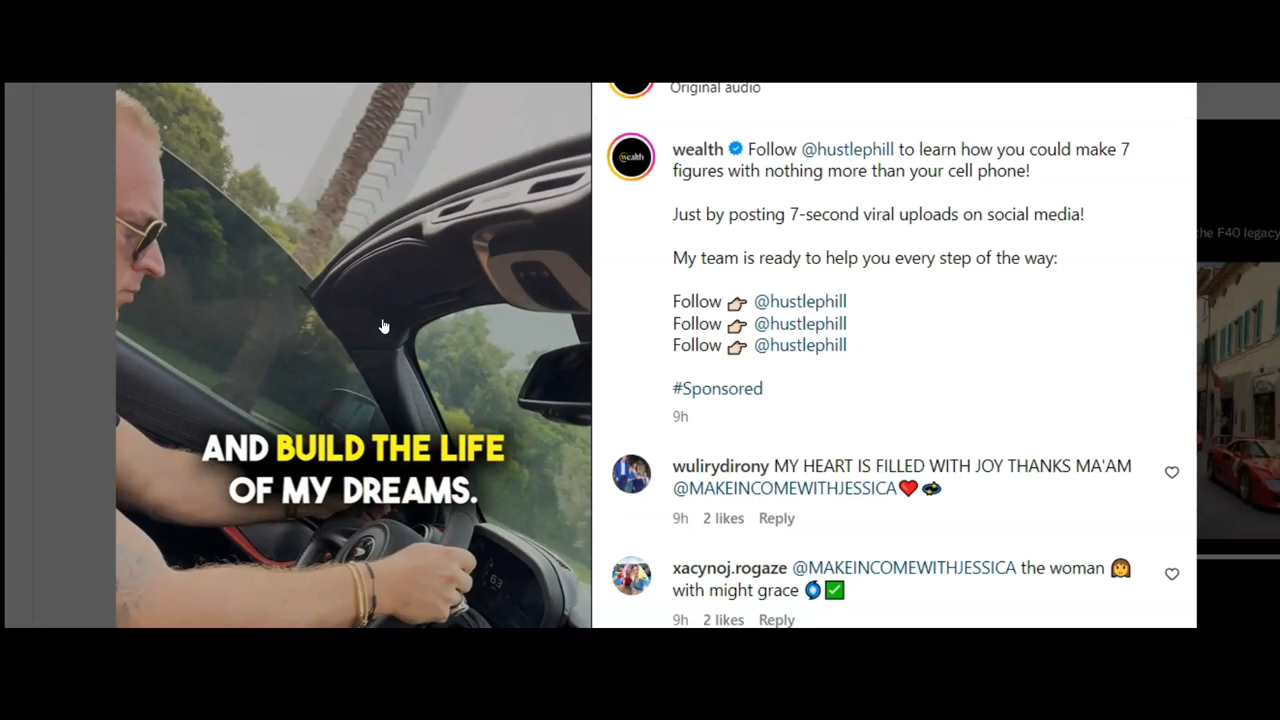 Original audio
wealth Follow @hustlephill to learn how you could make 7
figures with nothing more than your cell phone!
Just by posting 7-second viral uploads on social media!
My team is ready to help you every step of the way:
Follow 👉🏻 @hustlephill
Follow 👉🏻 @hustlephill
Follow 👉🏻 @hustlephill
#Sponsored
9h
wulirydirony MY HEART IS FILLED WITH JOY THANKS MA'AM
@MAKEINCOMEWITHJESSICA❤️💫
9h 2 likes Reply
xacynoj.rogaze @MAKEINCOMEWITHJESSICA the woman 👩
with might grace 🌀✅
9h 2 likes Reply
AND BUILD THE LIFE
OF MY DREAMS.
63
wealth
the F40 legacy